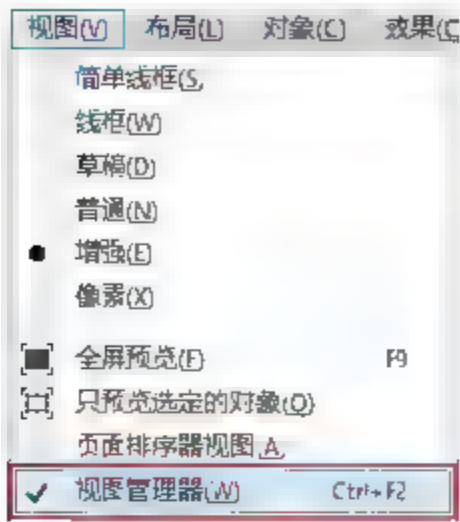 视图(V) 布局(L) 对象(C) 效果(C
简单线框(S,
线框(W)
草稿(D)
普通(N)
增强(E)
像素(X)
全屏预览(F) F9
只预览选定的对象(O)
页面排序器视图(A,
视图管理器(W) Ctrl+F2